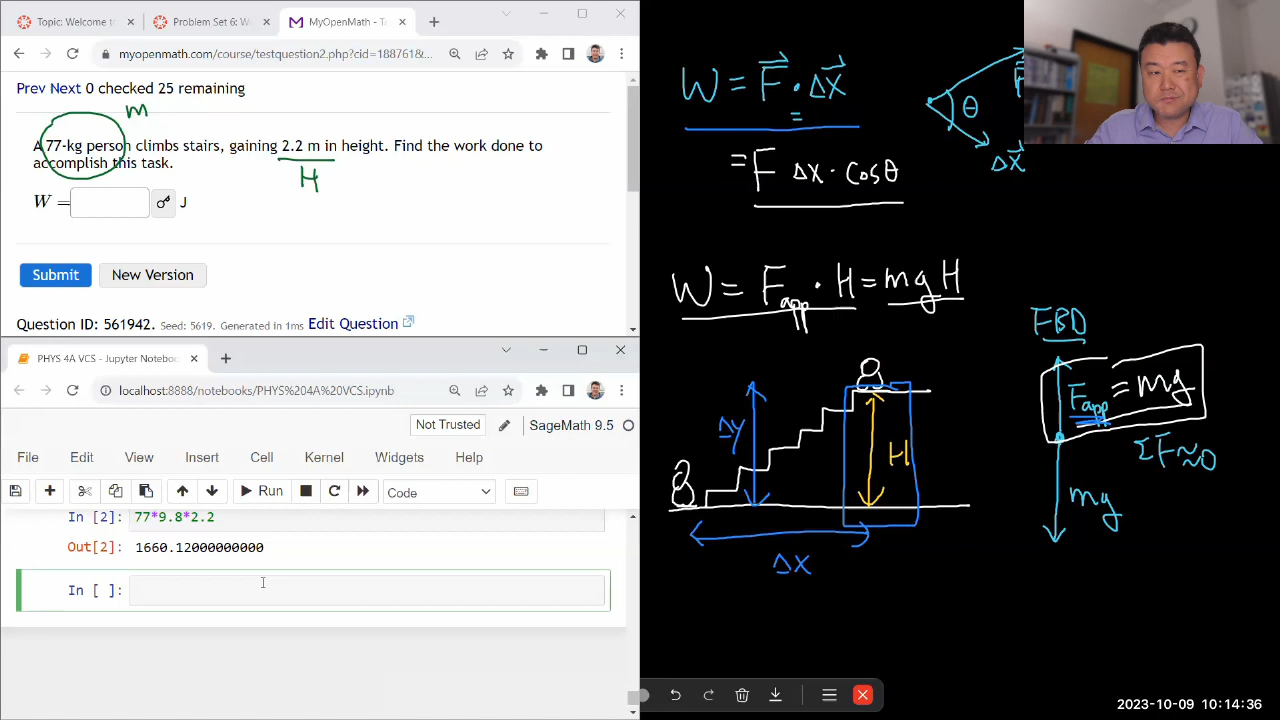 Topic: Welcome to
Problem Set 6: W
MyOpenMath - T
myopenmath.com/course/testquestion2.php?cid=188761&...
Prev Next 0 checked 25 remaining
m
A 77-kg person climbs stairs, gaining 2.2 m in height. Find the work done to
accomplish this task.
H
W =
J
Submit
New Version
Question ID: 561942. Seed: 5619. Generated in 1ms Edit Question
PHYS 4A VCS - Jupyter Notebook
localhost:8888/notebooks/PHYS%204A%20VCS.ipynb
Not Trusted
SageMath 9.5
File
Edit
View
Insert
Cell
Kernel
Widgets
Help
Run
Code
In [2]: 77*9.8*2.2
Out[2]: 1660.12000000000
In [ ]:
W = F · Δx
= F Δx · cosθ
θ
F
Δx
W = Fapp · H = mgH
FBD
Fapp = mg
ΣF≈0
mg
Δy
H
Δx
2023-10-09 10:14:36